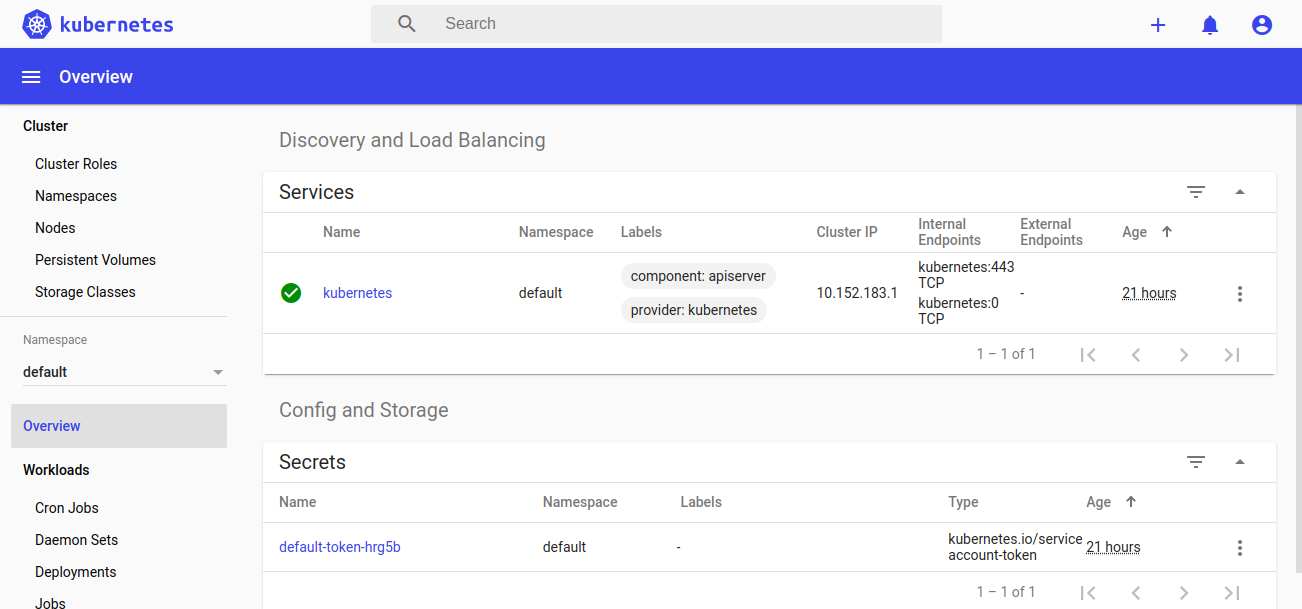 kubernetes
Search
Overview
Cluster
Cluster Roles
Namespaces
Nodes
Persistent Volumes
Storage Classes
Namespace
default
Overview
Workloads
Cron Jobs
Daemon Sets
Deployments
Jobs
Discovery and Load Balancing
Services
Name Namespace Labels Cluster IP Internal Endpoints External Endpoints Age
kubernetes default component: apiserver provider: kubernetes 10.152.183.1 kubernetes:443 TCP kubernetes:0 TCP - 21 hours
1 – 1 of 1
Config and Storage
Secrets
Name Namespace Labels Type Age
default-token-hrg5b default - kubernetes.io/service account-token 21 hours
1 – 1 of 1